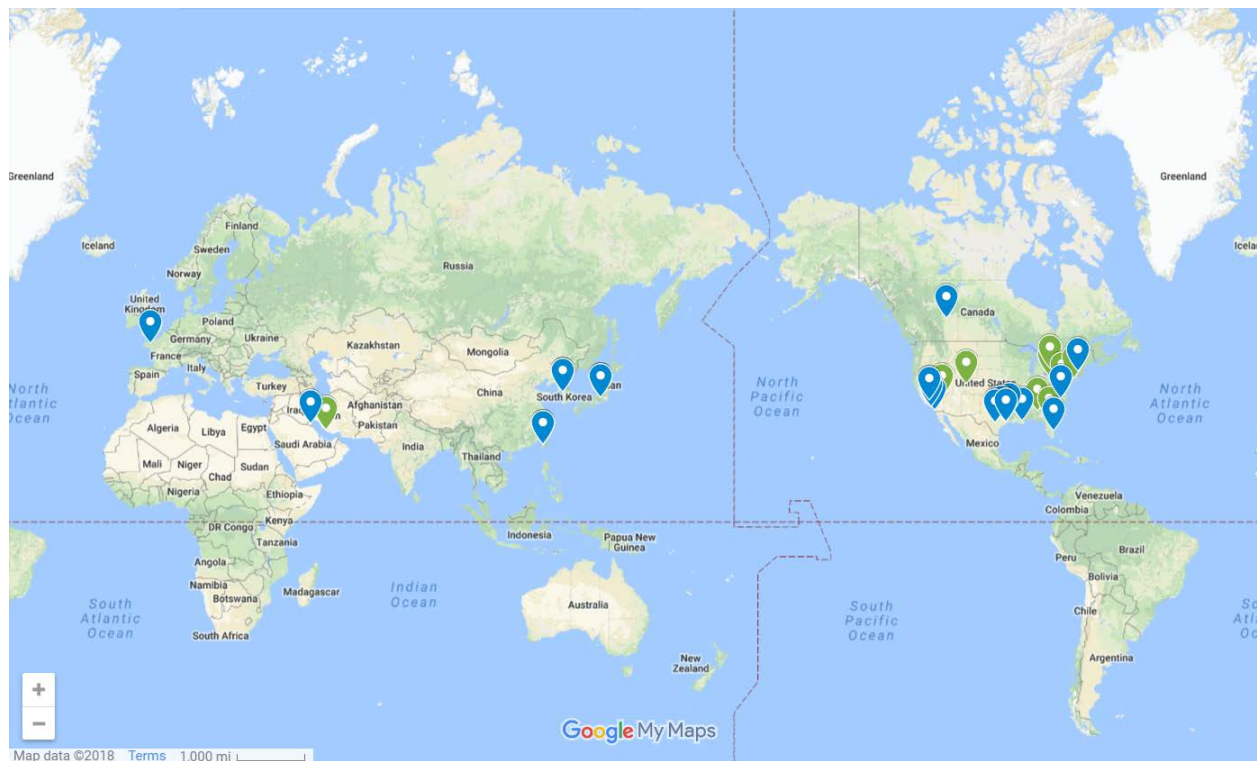 Greenland
Greenland
Iceland
Finland
Sweden
Norway
Russia
United
Kingdom
Canada
Poland
Germany
Ukraine
France
Kazakhstan
Mongolia
Italy
Spain
Turkey
China
South Korea
United States
North
Pacific
Ocean
North
Atlantic
Ocean
Afghanistan
Iraq
Pakistan
Algeria
Libya
Egypt
Saudi Arabia
India
Mexico
Mali
Niger
Sudan
Chad
Thailand
Nigeria
Ethiopia
Venezuela
Colombia
DR Congo
Kenya
Tanzania
Indonesia
Papua New
Guinea
Peru
Brazil
Angola
Bolivia
Namibia
Botswana
Madagascar
Indian
Ocean
Australia
South
Atlantic
Ocean
South
Pacific
Ocean
Chile
South Africa
New
Zealand
Argentina
+
−
Google My Maps
Map data ©2018 Terms 1,000 mi